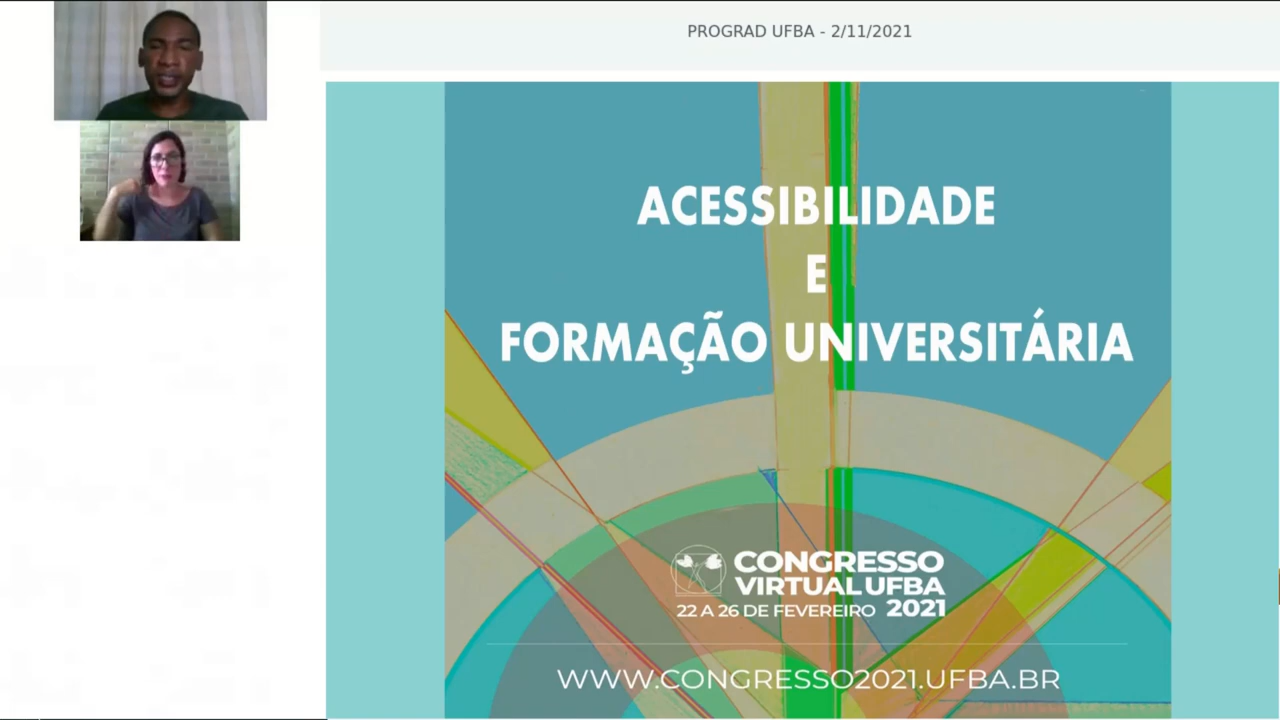 PROGRAD UFBA - 2/11/2021
ACESSIBILIDADE
E
FORMAÇÃO UNIVERSITÁRIA
CONGRESSO
VIRTUAL UFBA
22 A 26 DE FEVEREIRO 2021
WWW.CONGRESSO2021.UFBA.BR